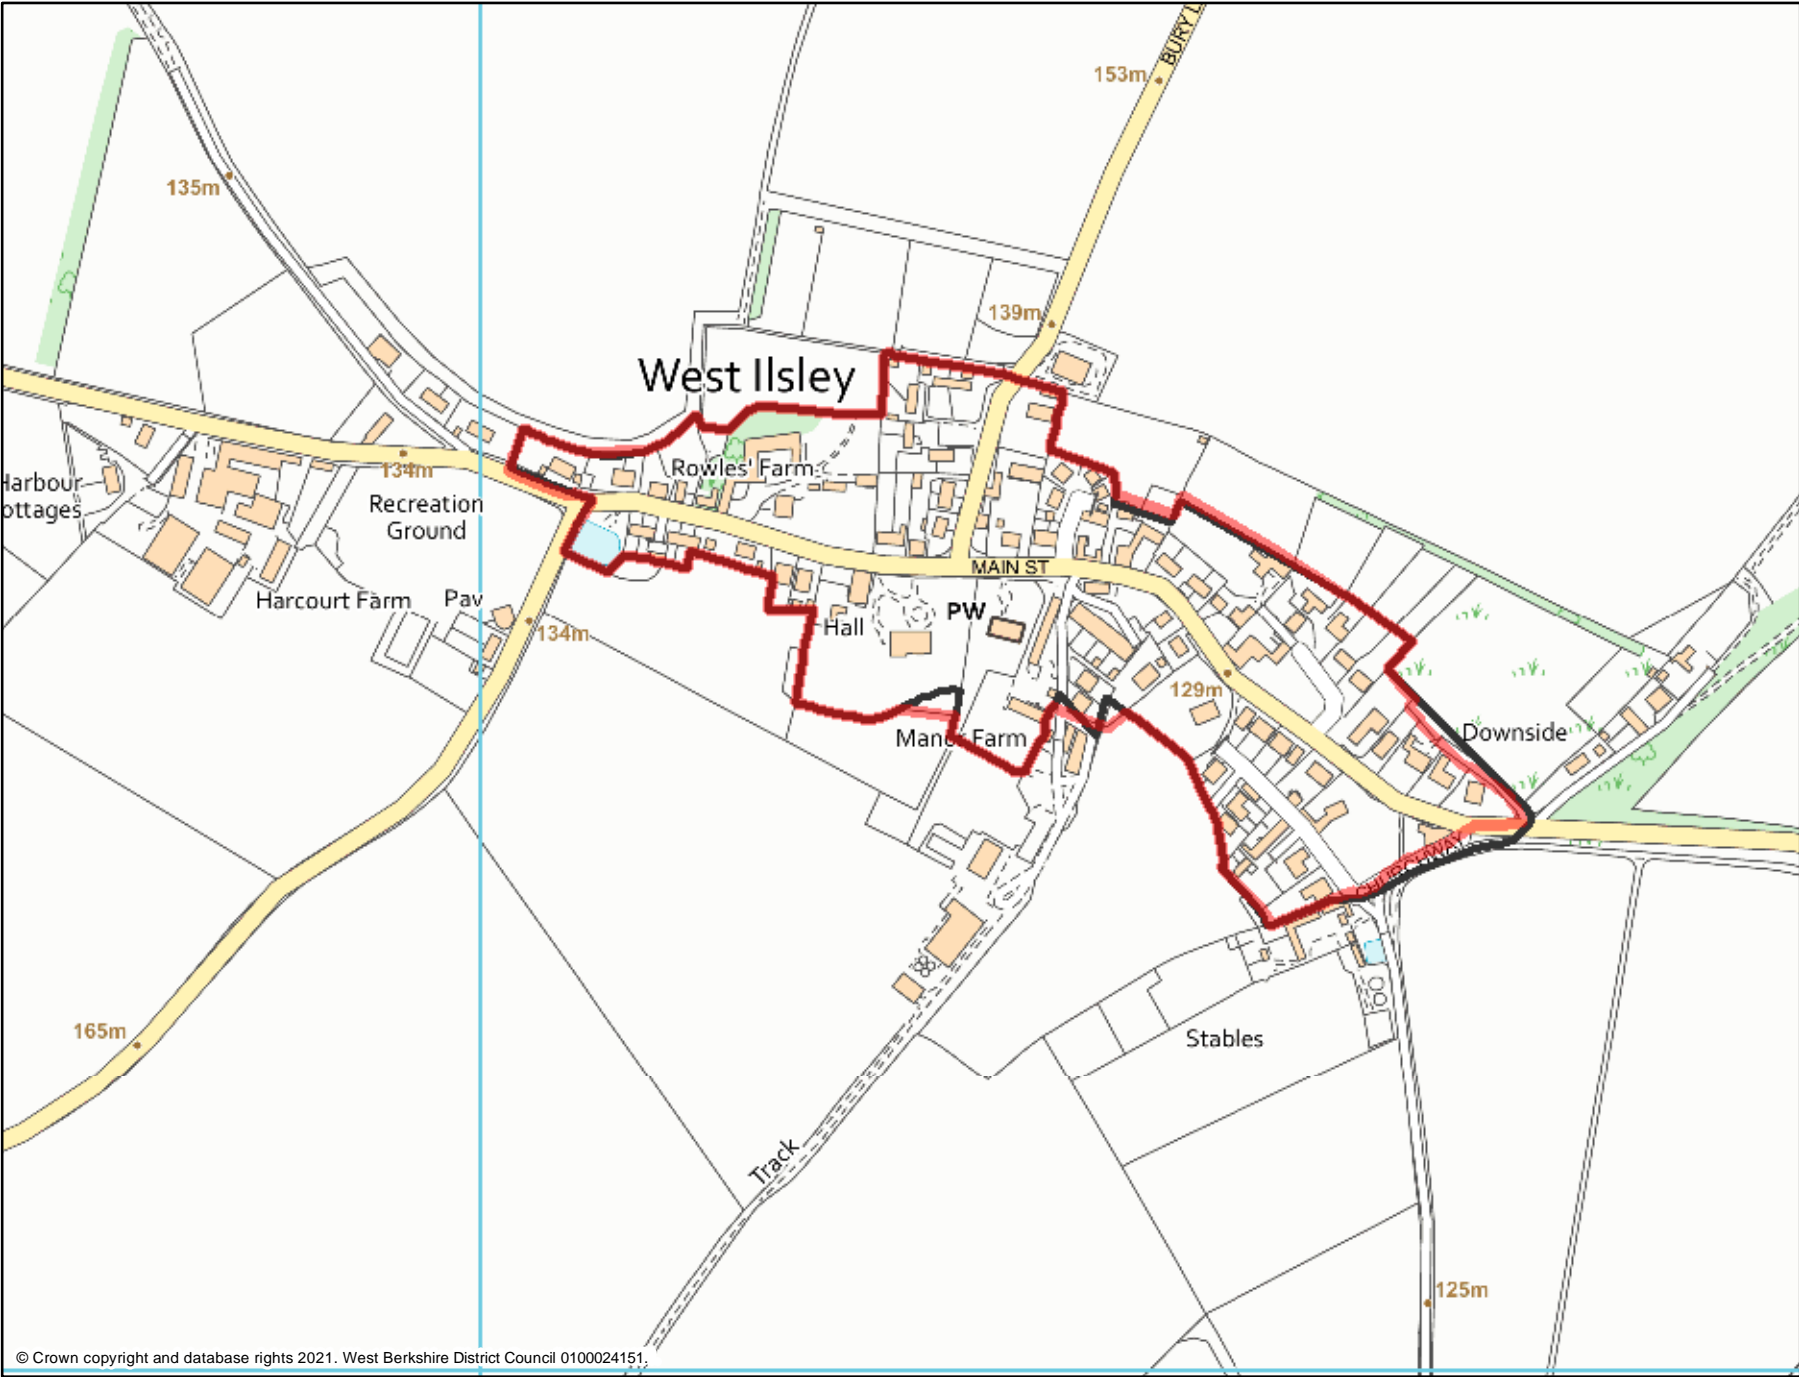 BURY L
153m
135m
139m
West Ilsley
134m
Rowles' Farm
Harbour
ottages
Recreation
Ground
MAIN ST
Harcourt Farm
Pav
PW
134m
Hall
129m
Manor Farm
Downside
CHURCHWAY
165m
Stables
Track
125m
© Crown copyright and database rights 2021. West Berkshire District Council 0100024151.